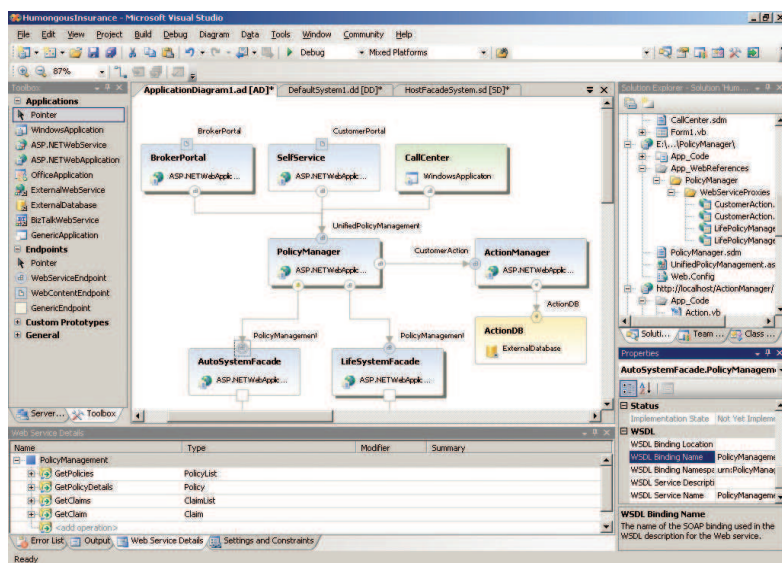 HumongousInsurance - Microsoft Visual Studio
File Edit View Project Build Debug Diagram Data Tools Window Community Help
Debug Mixed Platforms
87%
Toolbox
Applications
Pointer
WindowsApplication
ASP.NETWebService
ASP.NETWebApplication
OfficeApplication
ExternalWebService
ExternalDatabase
BizTalkWebService
GenericApplication
Endpoints
Pointer
WebServiceEndpoint
WebContentEndpoint
GenericEndpoint
Custom Prototypes
General
Server... Toolbox
ApplicationDiagram1.ad [AD]* DefaultSystem1.dd [DD]* HostFacadeSystem.sd [SD]*
BrokerPortal CustomerPortal
BrokerPortal SelfService CallCenter
ASP.NETWebApplic... ASP.NETWebApplic... WindowsApplication
UnifiedPolicyManagement
PolicyManager CustomerAction ActionManager
ASP.NETWebApplic... ASP.NETWebApplic...
ActionDB
PolicyManagement PolicyManagement ActionDB
ExternalDatabase
AutoSystemFacade LifeSystemFacade
ASP.NETWebApplic... ASP.NETWebApplic...
Solution Explorer - Solution 'Hum...
CallCenter.sdm
Form1.vb
E:\...\PolicyManager\
App_Code
App_WebReferences
PolicyManager
WebServiceProxies
CustomerAction.
CustomerAction.
LifePolicyManage
LifePolicyManage
PolicyManager.sdm
UnifiedPolicyManagement.as
Web.Config
http://localhost/ActionManager/
App_Code
Action.vb
Soluti... Team ... Class ...
Properties
AutoSystemFacade.PolicyManagem
Status
Implementation State Not Yet Impleme
WSDL
WSDL Binding Location
WSDL Binding Name PolicyManageme
WSDL Binding Namespa urn:PolicyManag
WSDL Service Descripti
WSDL Service Name PolicyManageme
WSDL Binding Name
The name of the SOAP binding used in the
WSDL description for the Web service.
Web Service Details
Name Type Modifier Summary
PolicyManagement
GetPolicies PolicyList
GetPolicyDetails Policy
GetClaims ClaimList
GetClaim Claim
<add operation>
Error List Output Web Service Details Settings and Constraints
Ready